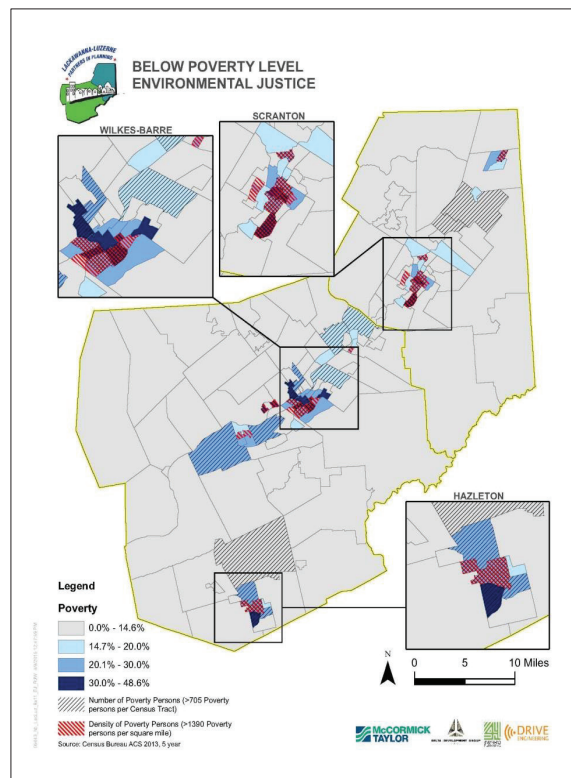 LACKAWANNA-LUZERNE
PARTNERS IN PLANNING
BELOW POVERTY LEVEL
ENVIRONMENTAL JUSTICE
SCRANTON
WILKES-BARRE
HAZLETON
Legend
Poverty
0.0% - 14.6%
14.7% - 20.0%
20.1% - 30.0%
30.0% - 48.6%
Number of Poverty Persons (>705 Poverty
persons per Census Tract)
Density of Poverty Persons (>1390 Poverty
persons per square mile)
Source: Census Bureau ACS 2013, 5 year
N
0 5 10 Miles
McCORMICK
TAYLOR
DELTA DEVELOPMENT GROUP
DRIVE
ENGINEERING